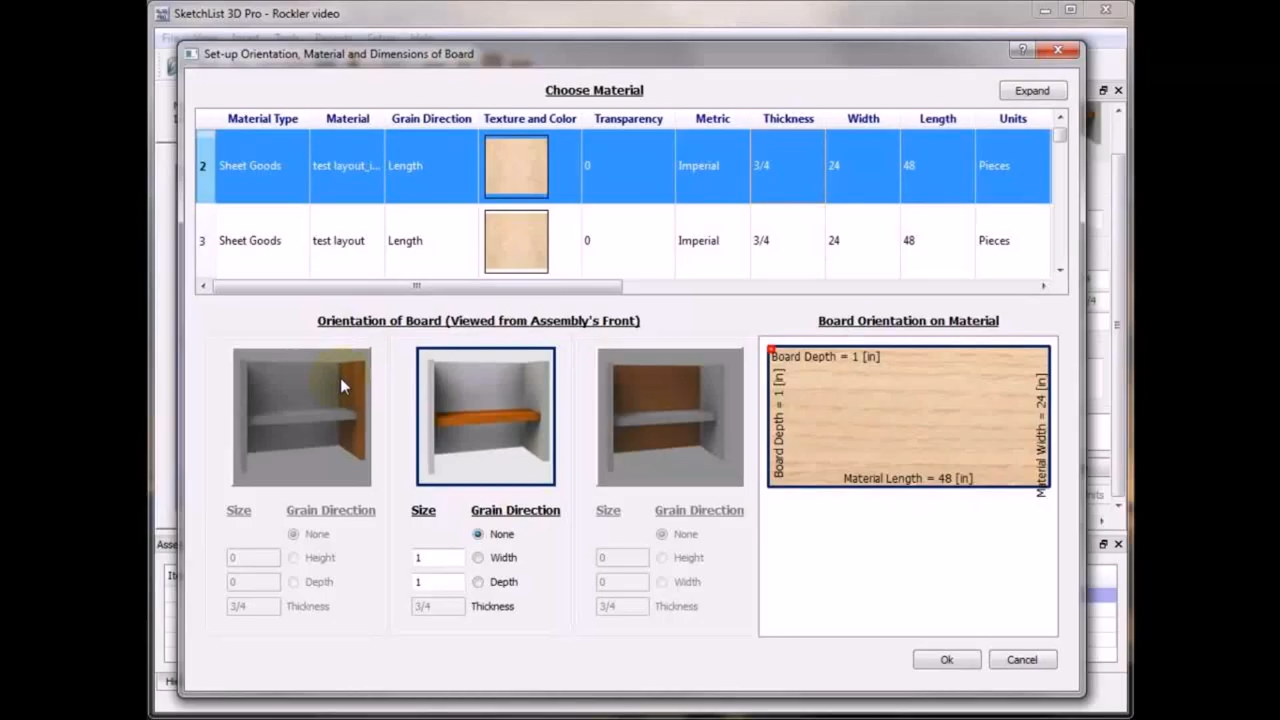 SketchList 3D Pro - Rockler video
Set-up Orientation, Material and Dimensions of Board
Choose Material
Expand
Material Type Material Grain Direction Texture and Color Transparency Metric Thickness Width Length Units
2 Sheet Goods test layout_i... Length 0 Imperial 3/4 24 48 Pieces
3 Sheet Goods test layout Length 0 Imperial 3/4 24 48 Pieces
Orientation of Board (Viewed from Assembly's Front)
Board Orientation on Material
Board Depth = 1 [in]
Board Depth = 1 [in]
Material Width = 24 [in]
Material Length = 48 [in]
Size Grain Direction Size Grain Direction Size Grain Direction
None None None
0 Height 1 Width 0 Height
0 Depth 1 Depth 0 Width
3/4 Thickness 3/4 Thickness 3/4 Thickness
Ok Cancel